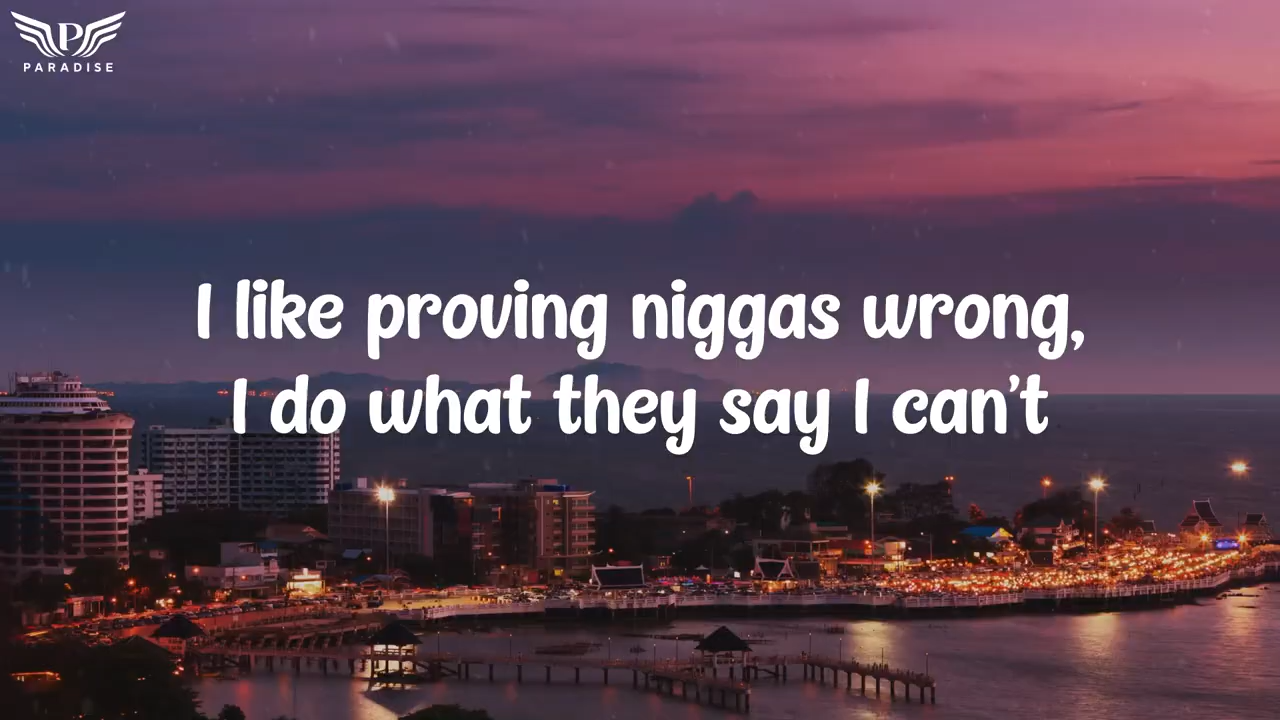 P
PARADISE
I like proving niggas wrong,
I do what they say I can't